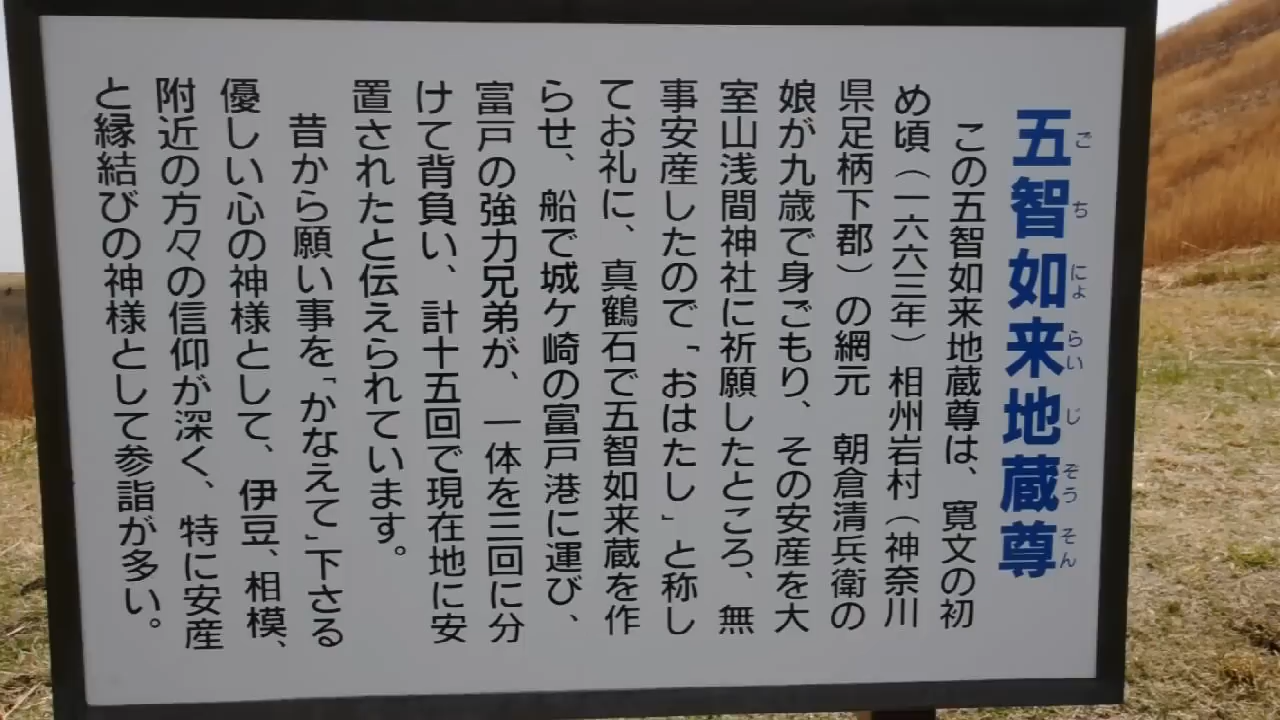 五智如来地蔵尊
ご ち にょ らい じ ぞう そん
この五智如来地蔵尊は、寛文の初
め頃（一六六三年）相州岩村（神奈川
県足柄下郡）の網元　朝倉清兵衛の
娘が九歳で身ごもり、その安産を大
室山浅間神社に祈願したところ、無
事安産したので「おはたし」と称し
てお礼に、真鶴石で五智如来蔵を作
らせ、船で城ケ崎の富戸港に運び、
富戸の強力兄弟が、一体を三回に分
けて背負い、計十五回で現在地に安
置されたと伝えられています。
昔から願い事を「かなえて」下さる
優しい心の神様として、伊豆、相模、
附近の方々の信仰が深く、特に安産
と縁結びの神様として参詣が多い。